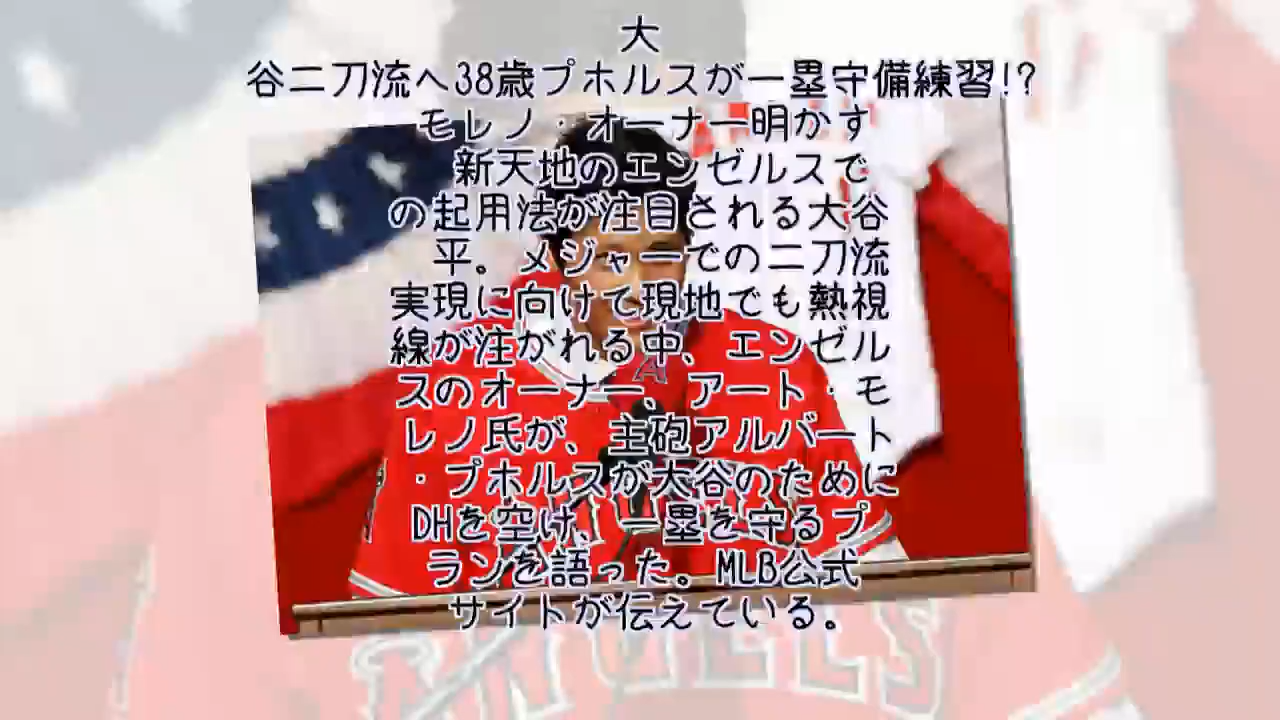 大
谷二刀流へ38歳プホルスが一塁守備練習!?
モレノ・オーナー明かす
新天地のエンゼルスで
の起用法が注目される大谷
平。メジャーでの二刀流
実現に向けて現地でも熱視
線が注がれる中、エンゼル
スのオーナー、アート・モ
レノ氏が、主砲アルバート
・プホルスが大谷のために
DHを空け、一塁を守るプ
ランを語った。MLB公式
サイトが伝えている。